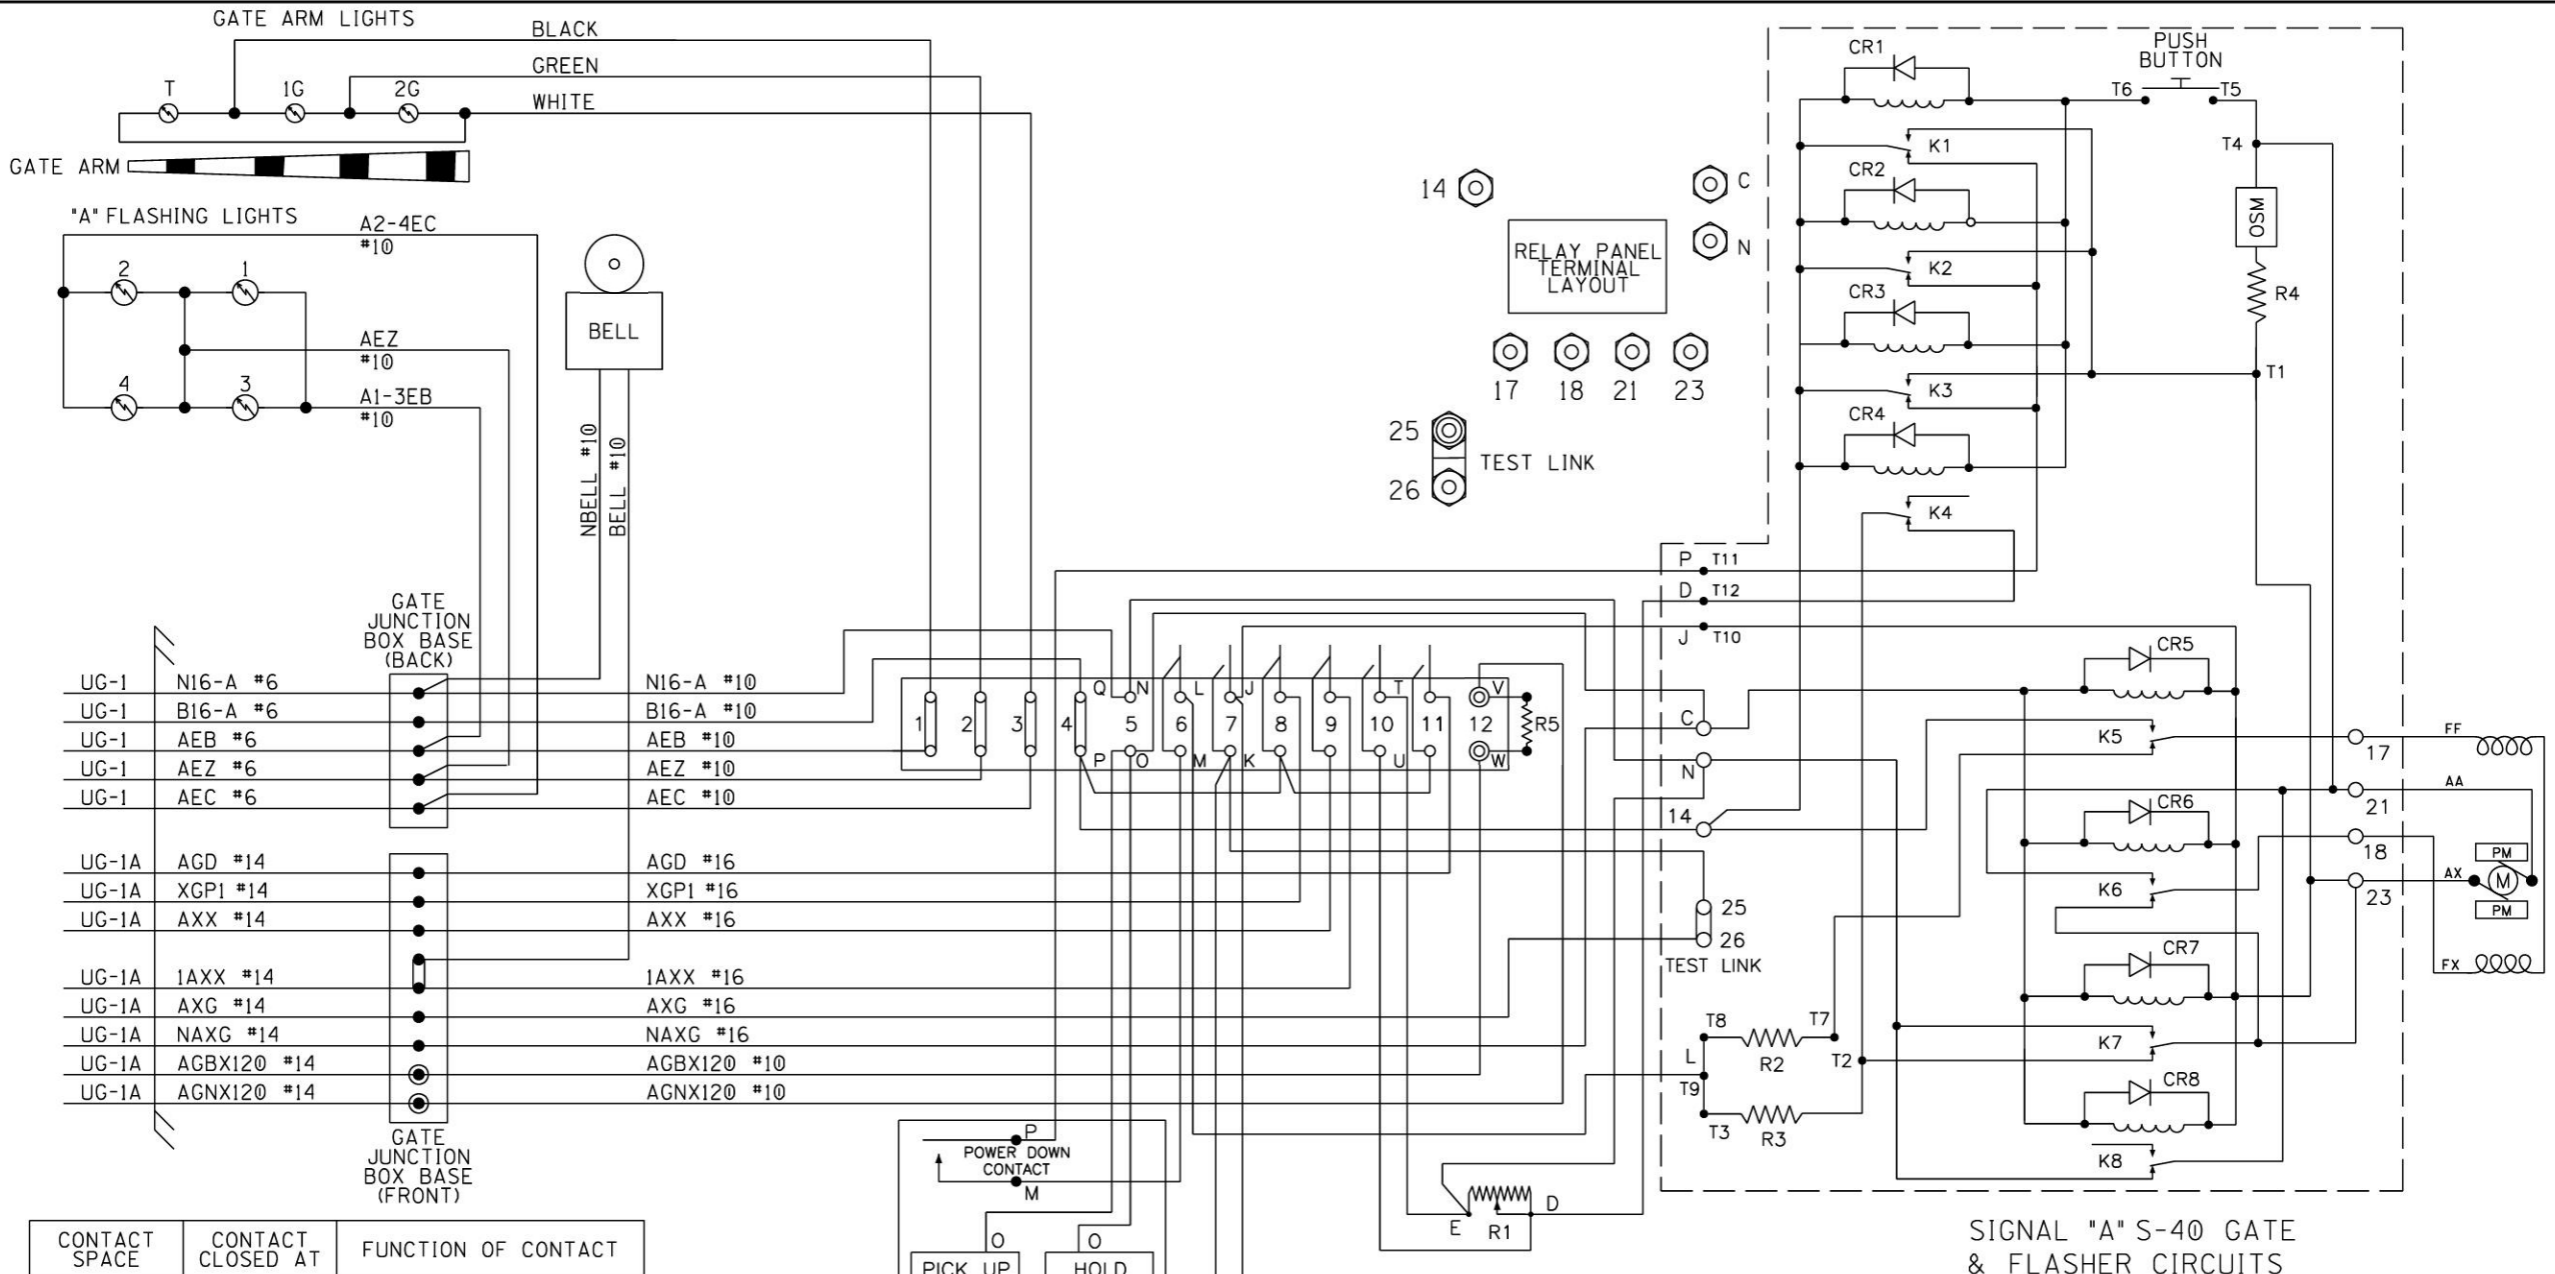 GATE ARM LIGHTS
BLACK
GREEN
WHITE
T
1G
2G
GATE ARM
"A" FLASHING LIGHTS
A2-4EC
#10
2
1
AEZ
#10
4
3
A1-3EB
#10
BELL
NBELL #10
BELL #10
GATE
JUNCTION
BOX BASE
(BACK)
UG-1 N16-A #6 N16-A #10
UG-1 B16-A #6 B16-A #10
UG-1 AEB #6 AEB #10
UG-1 AEZ #6 AEZ #10
UG-1 AEC #6 AEC #10
UG-1A AGD #14 AGD #16
UG-1A XGP1 #14 XGP1 #16
UG-1A AXX #14 AXX #16
UG-1A 1AXX #14 1AXX #16
UG-1A AXG #14 AXG #16
UG-1A NAXG #14 NAXG #16
UG-1A AGBX120 #14 AGBX120 #10
UG-1A AGNX120 #14 AGNX120 #10
GATE
JUNCTION
BOX BASE
(FRONT)
CONTACT
SPACE
CONTACT
CLOSED AT
FUNCTION OF CONTACT
Q N L J T V
1 2 3 4 5 6 7 8 9 10 11 12 R5
P O M K U W
P
POWER DOWN
CONTACT
M
O
PICK UP
O
HOLD
E
R1
D
14
C
N
RELAY PANEL
TERMINAL
LAYOUT
17 18 21 23
25
TEST LINK
26
PUSH
BUTTON
T6
T5
T4
OSM
R4
T1
CR1
K1
CR2
K2
CR3
K3
CR4
K4
P T11
D T12
J T10
C
N
14
25
26
TEST LINK
T8
R2
T7
L
T9
T2
T3
R3
CR5
K5
CR6
K6
CR7
K7
CR8
K8
17
FF
21
AA
18
PM
AX
M
23
PM
FX
SIGNAL "A" S-40 GATE
& FLASHER CIRCUITS